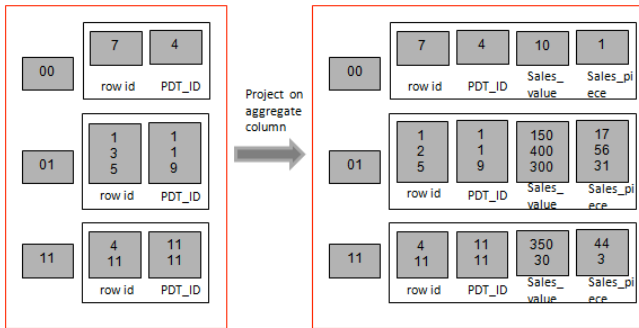 7
4
00
row id
PDT_ID
1
3
5
1
1
9
01
row id
PDT_ID
4
11
11
11
11
row id
PDT_ID
Project on
aggregate
column
7
4
10
1
00
row id
PDT_ID
Sales_
value
Sales_pi
ece
1
2
5
1
1
9
150
400
300
17
56
31
01
row id
PDT_ID
Sales_
value
Sales_pi
ece
4
11
11
11
350
30
44
3
11
row id
PDT_ID
Sales_
value
Sales_pi
ece